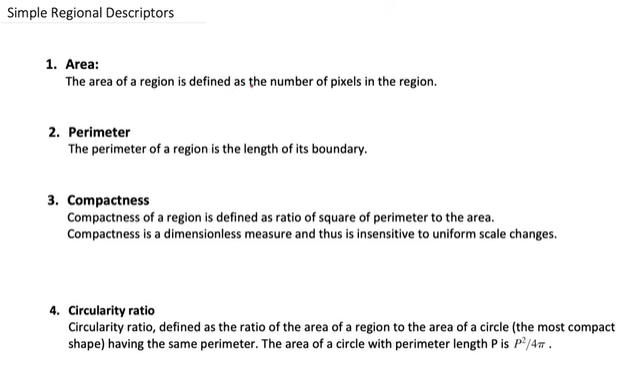 Simple Regional Descriptors
1. Area:
The area of a region is defined as the number of pixels in the region.
2. Perimeter
The perimeter of a region is the length of its boundary.
3. Compactness
Compactness of a region is defined as ratio of square of perimeter to the area.
Compactness is a dimensionless measure and thus is insensitive to uniform scale changes.
4. Circularity ratio
Circularity ratio, defined as the ratio of the area of a region to the area of a circle (the most compact
shape) having the same perimeter. The area of a circle with perimeter length P is P²/4π .